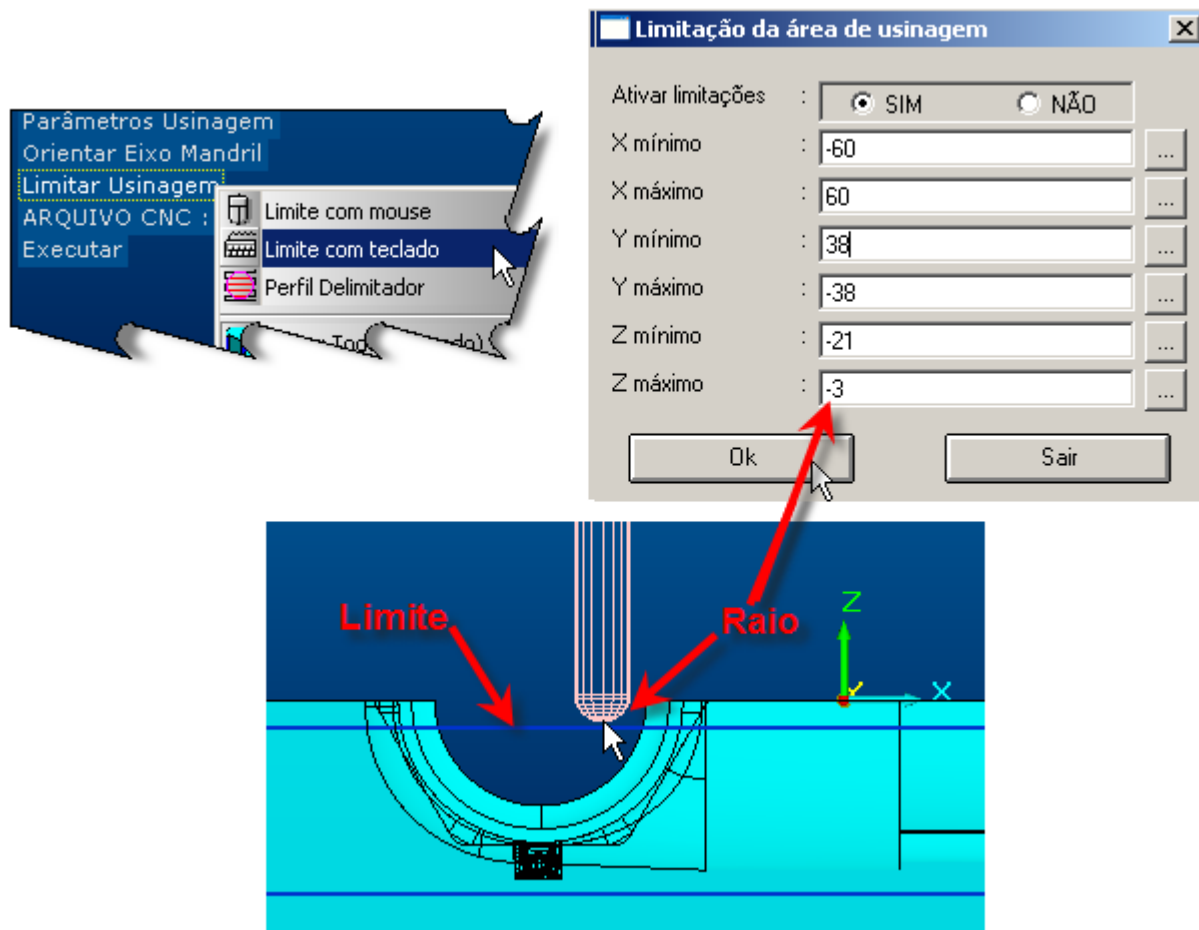 Limitação da área de usinagem
Ativar limitações : SIM NÃO
X mínimo : -60 ...
X máximo : 60 ...
Y mínimo : 38 ...
Y máximo : -38 ...
Z mínimo : -21 ...
Z máximo : -3 ...
Ok Sair
Parâmetros Usinagem
Orientar Eixo Mandril
Limitar Usinagem
ARQUIVO CNC :
Executar
Limite com mouse
Limite com teclado
Perfil Delimitador
Limite
Raio
Z
Y
X